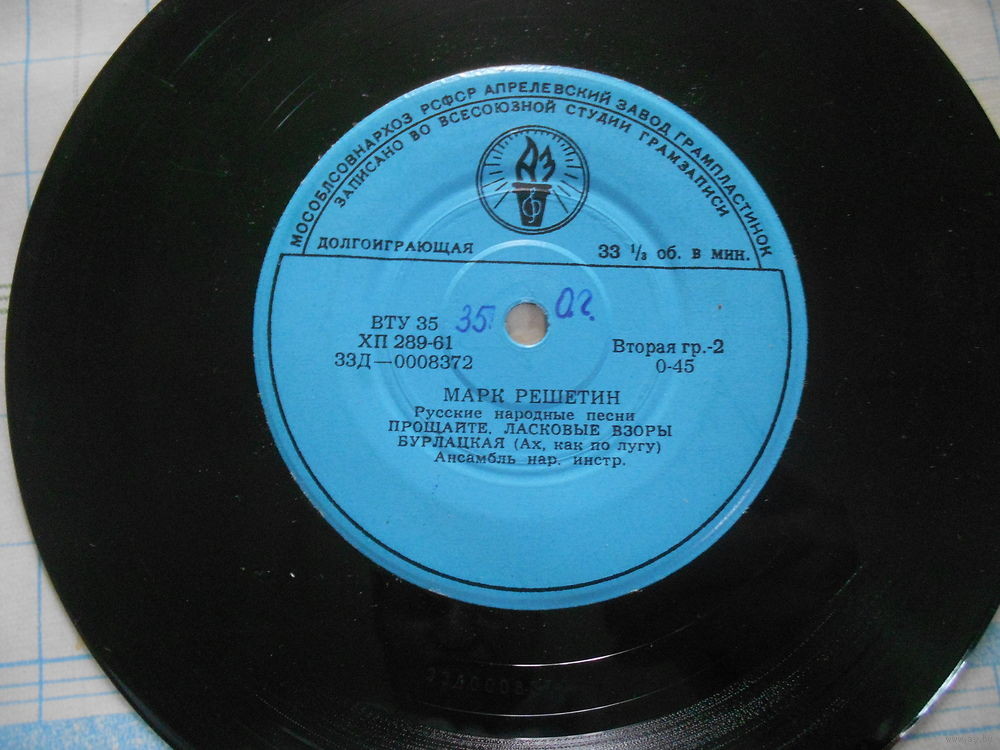 МОСОБЛСОВНАРХОЗ РСФСР АПРЕЛЕВСКИЙ ЗАВОД ГРАМПЛАСТИНОК
ЗАПИСАНО ВО ВСЕСОЮЗНОЙ СТУДИИ ГРАМЗАПИСИ
АЗ
ДОЛГОИГРАЮЩАЯ 33 1/3 об. в мин.
ВТУ 35 35
ХП 289-61
33Д—0008372
Вторая гр.-2
0-45
МАРК РЕШЕТИН
Русские народные песни
ПРОЩАЙТЕ, ЛАСКОВЫЕ ВЗОРЫ
БУРЛАЦКАЯ (Ах, как по лугу)
Ансамбль нар. инстр.